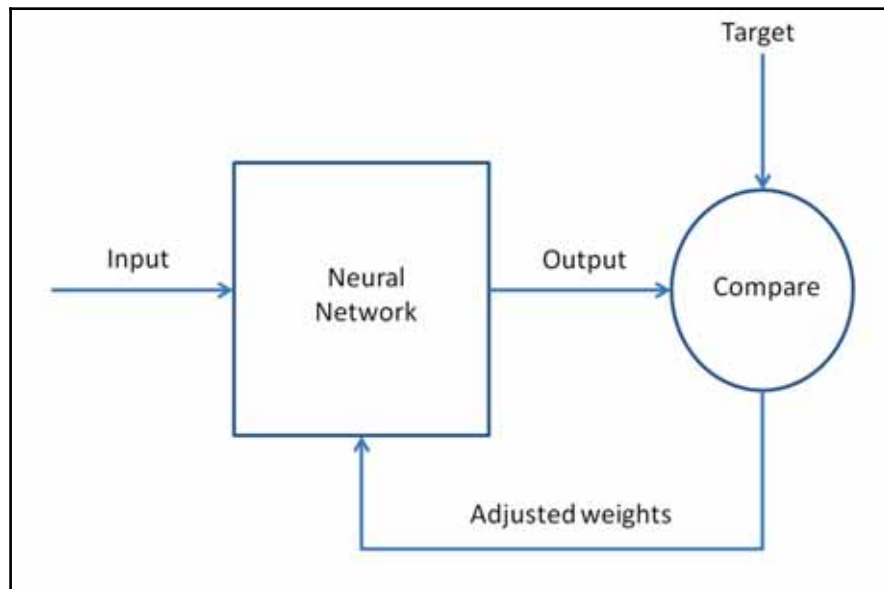 Target
Input
Neural
Network
Output
Compare
Adjusted weights